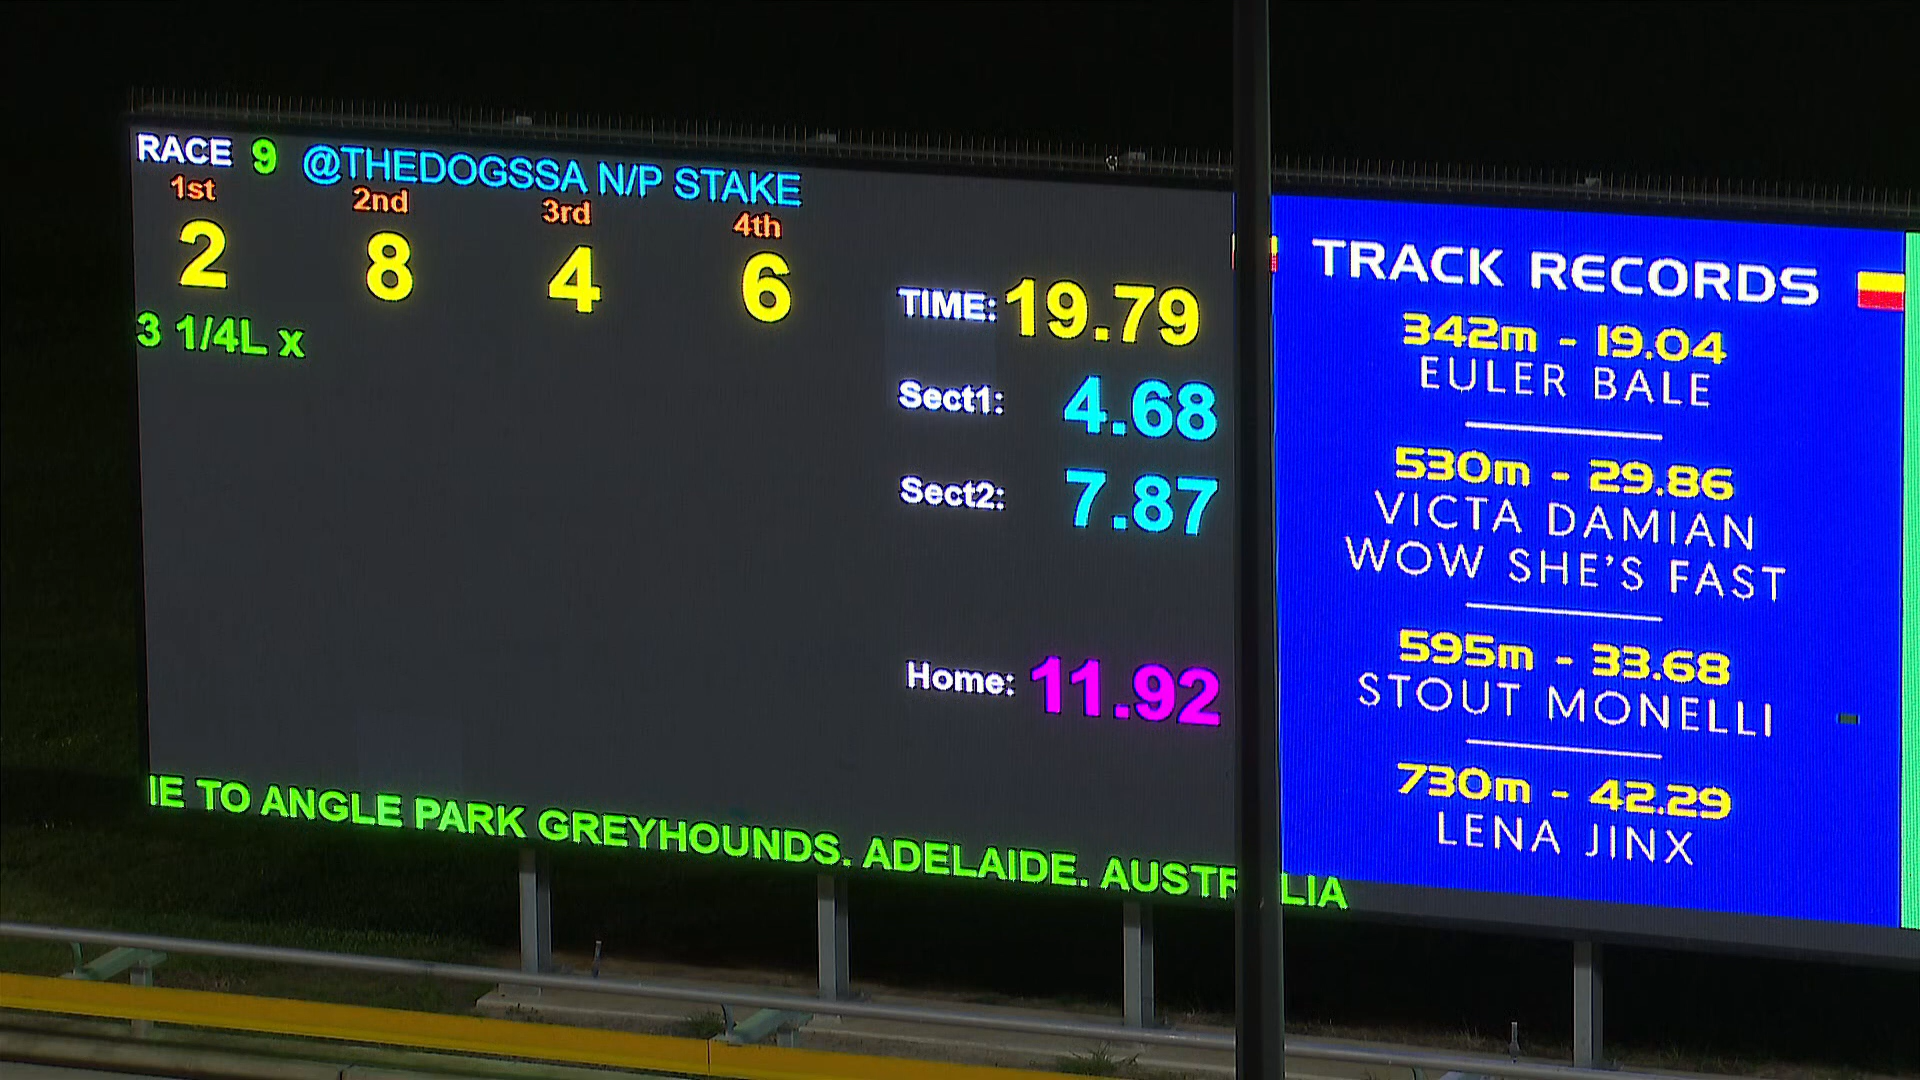 RACE 9 @THEDOGSSA N/P STAKE
1st 2nd 3rd 4th
2 8 4 6
3 1/4L x
TIME: 19.79
Sect1: 4.68
Sect2: 7.87
Home: 11.92
TO ANGLE PARK GREYHOUNDS. ADELAIDE. AUSTRALIA
TRACK RECORDS
342m - 19.04
EULER BALE
530m - 29.86
VICTA DAMIAN
WOW SHE'S FAST
595m - 33.68
STOUT MONELLI
730m - 42.29
LENA JINX